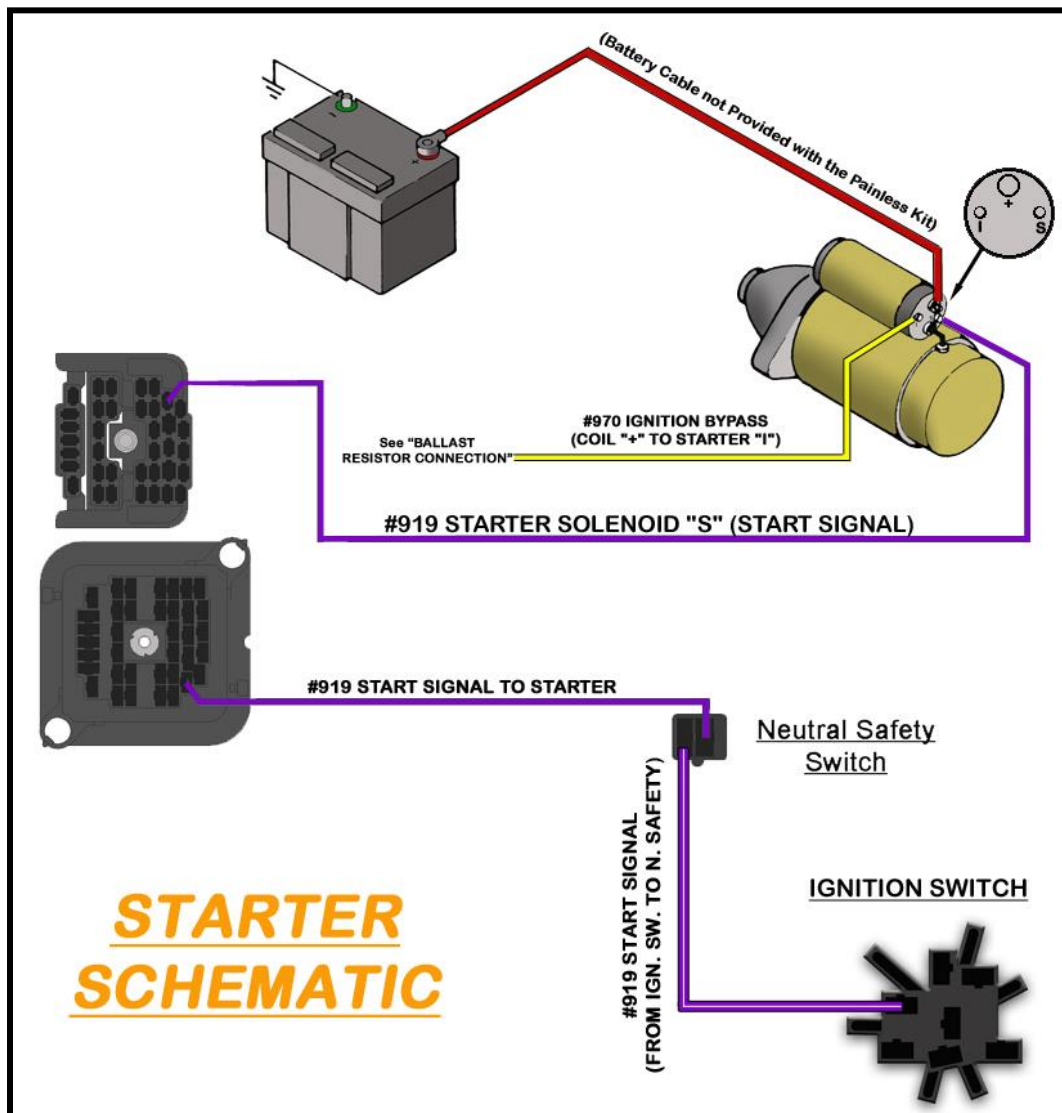 (Battery Cable not Provided with the Painless Kit)
-
+
+
I
S
#970 IGNITION BYPASS
(COIL "+" TO STARTER "I")
See "BALLAST
RESISTOR CONNECTION"
#919 STARTER SOLENOID "S" (START SIGNAL)
#919 START SIGNAL TO STARTER
Neutral Safety
Switch
#919 START SIGNAL
(FROM IGN. SW. TO N. SAFETY)
IGNITION SWITCH
STARTER
SCHEMATIC